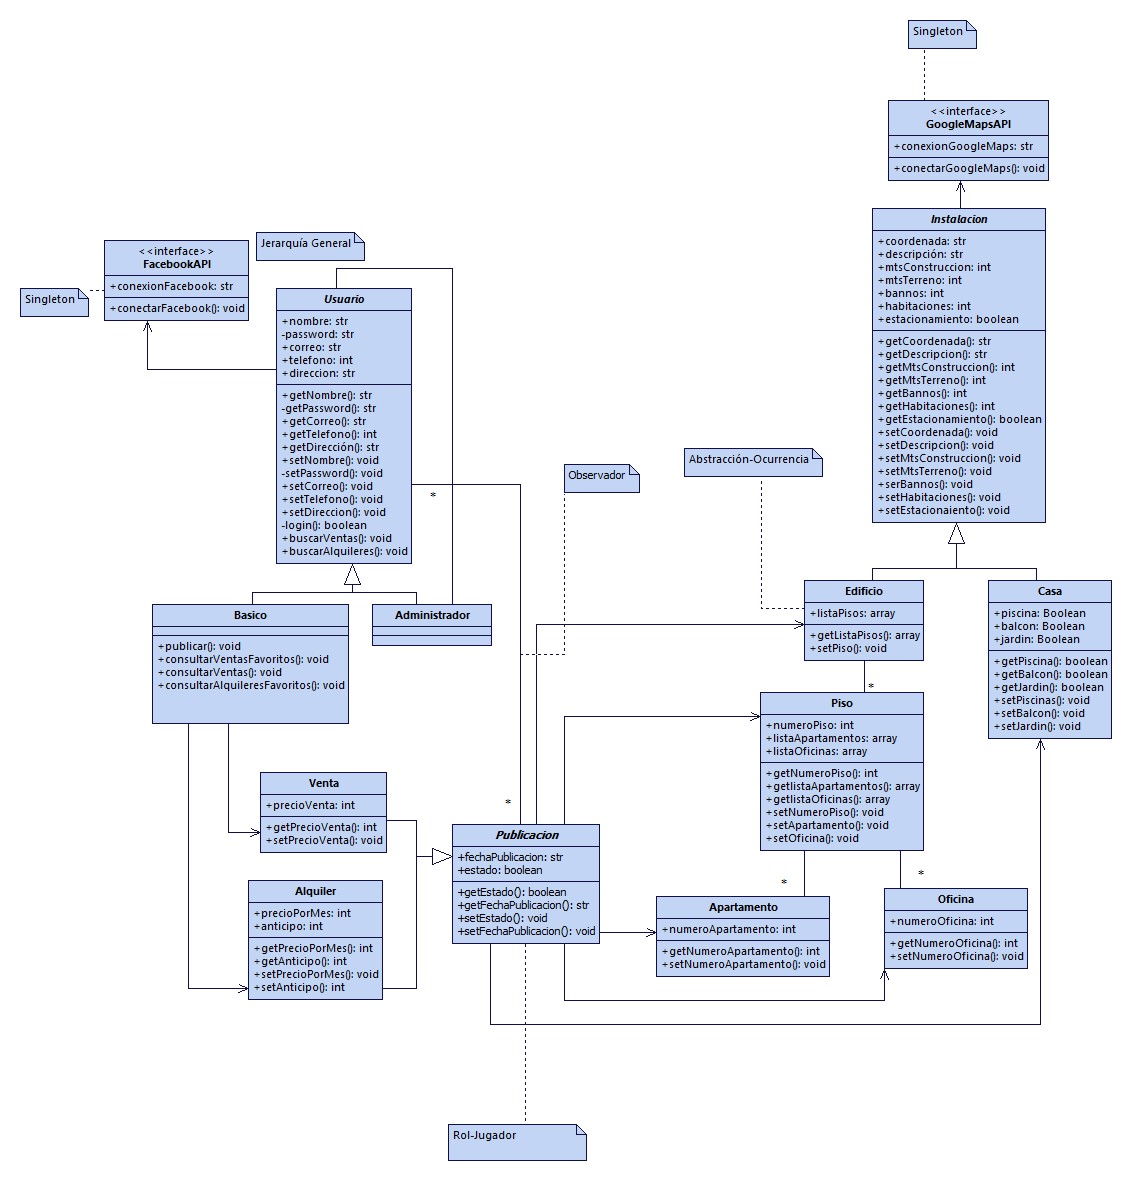 Singleton
<<interface>>
GoogleMapsAPI
+conexionGoogleMaps: str
+conectarGoogleMaps(): void
Instalacion
+coordenada: str
+descripción: str
+mtsConstruccion: int
+mtsTerreno: int
+bannos: int
+habitaciones: int
+estacionamiento: boolean
+getCoordenada(): str
+getDescripcion(): str
+getMtsConstruccion(): int
+getMtsTerreno(): int
+getBannos(): int
+getHabitaciones(): int
+getEstacionamiento(): boolean
+setCoordenada(): void
+setDescripcion(): void
+setMtsConstruccion(): void
+setMtsTerreno(): void
+serBannos(): void
+setHabitaciones(): void
+setEstacionaiento(): void
Jerarquía General
<<interface>>
FacebookAPI
+conexionFacebook: str
+conectarFacebook(): void
Singleton
Usuario
+nombre: str
-password: str
+correo: str
+telefono: int
+direccion: str
+getNombre(): str
-getPassword(): str
+getCorreo(): str
+getTelefono(): int
+getDirección(): str
+setNombre(): void
-setPassword(): void
+setCorreo(): void
+setTelefono(): void
+setDireccion(): void
-login(): boolean
+buscarVentas(): void
+buscarAlquileres(): void
*
Observador
Abstracción-Ocurrencia
Basico
+publicar(): void
+consultarVentasFavoritos(): void
+consultarVentas(): void
+consultarAlquileresFavoritos(): void
Administrador
Edificio
+listaPisos: array
+getListaPisos(): array
+setPiso(): void
*
Casa
+piscina: Boolean
+balcon: Boolean
+jardin: Boolean
+getPiscina(): boolean
+getBalcon(): boolean
+getJardin(): boolean
+setPiscinas(): void
+setBalcon(): void
+setJardin(): void
Piso
+numeroPiso: int
+listaApartamentos: array
+listaOficinas: array
+getNumeroPiso(): int
+getlistaApartamentos(): array
+getlistaOficinas(): array
+setNumeroPiso(): void
+setApartamento(): void
+setOficina(): void
*
*
Venta
+precioVenta: int
+getPrecioVenta(): int
+setPrecioVenta(): void
*
Publicacion
+fechaPublicacion: str
+estado: boolean
+getEstado(): boolean
+getFechaPublicacion(): str
+setEstado(): void
+setFechaPublicacion(): void
Alquiler
+precioPorMes: int
+anticipo: int
+getPrecioPorMes(): int
+getAnticipo(): int
+setPrecioPorMes(): void
+setAnticipo(): int
Apartamento
+numeroApartamento: int
+getNumeroApartamento(): int
+setNumeroApartamento(): void
Oficina
+numeroOficina: int
+getNumeroOficina(): int
+setNumeroOficina(): void
Rol-Jugador